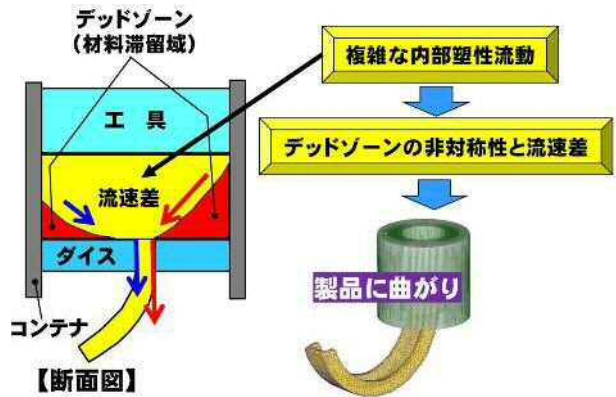 デッドゾーン
（材料滞留域）
工具
流速差
ダイス
コンテナ
【断面図】
複雑な内部塑性流動
デッドゾーンの非対称性と流速差
製品に曲がり